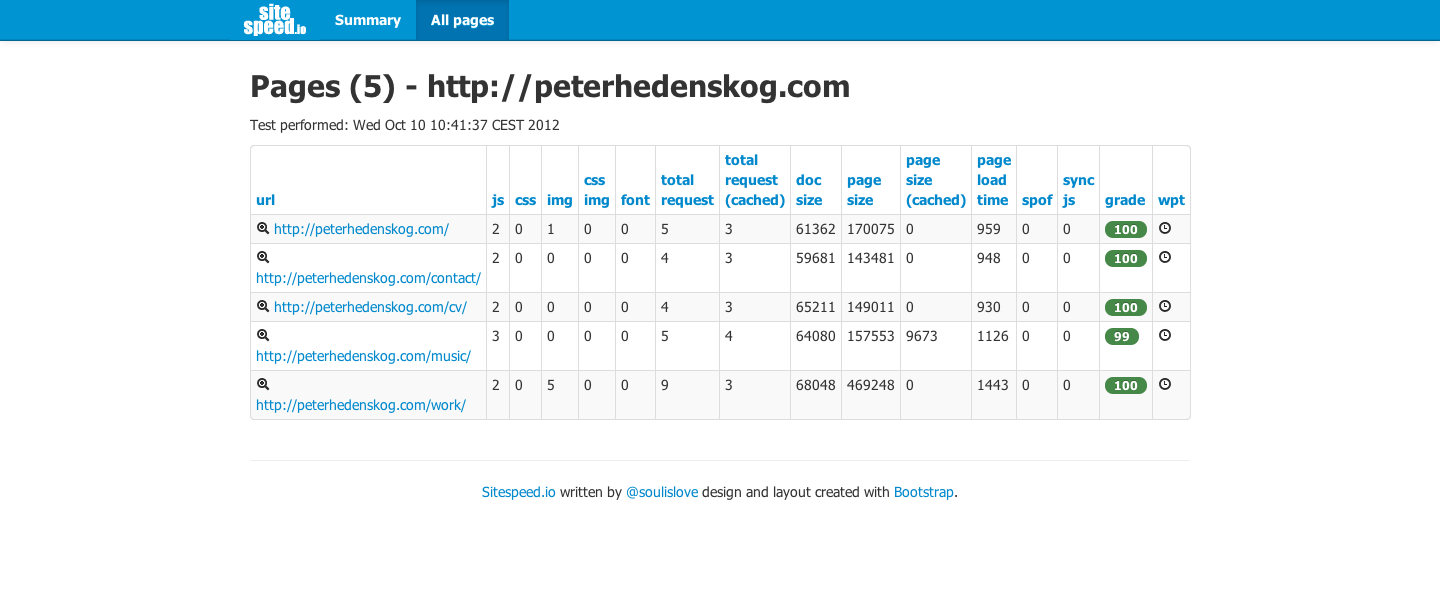 site
speed.io
Summary
All pages
Pages (5) - http://peterhedenskog.com
Test performed: Wed Oct 10 10:41:37 CEST 2012
url js css img css img font total request total request (cached) doc size page size page size (cached) page load time spof sync js grade wpt
http://peterhedenskog.com/ 2 0 1 0 0 5 3 61362 170075 0 959 0 0 100
http://peterhedenskog.com/contact/ 2 0 0 0 0 4 3 59681 143481 0 948 0 0 100
http://peterhedenskog.com/cv/ 2 0 0 0 0 4 3 65211 149011 0 930 0 0 100
http://peterhedenskog.com/music/ 3 0 0 0 0 5 4 64080 157553 9673 1126 0 0 99
http://peterhedenskog.com/work/ 2 0 5 0 0 9 3 68048 469248 0 1443 0 0 100
Sitespeed.io written by @soulislove design and layout created with Bootstrap.